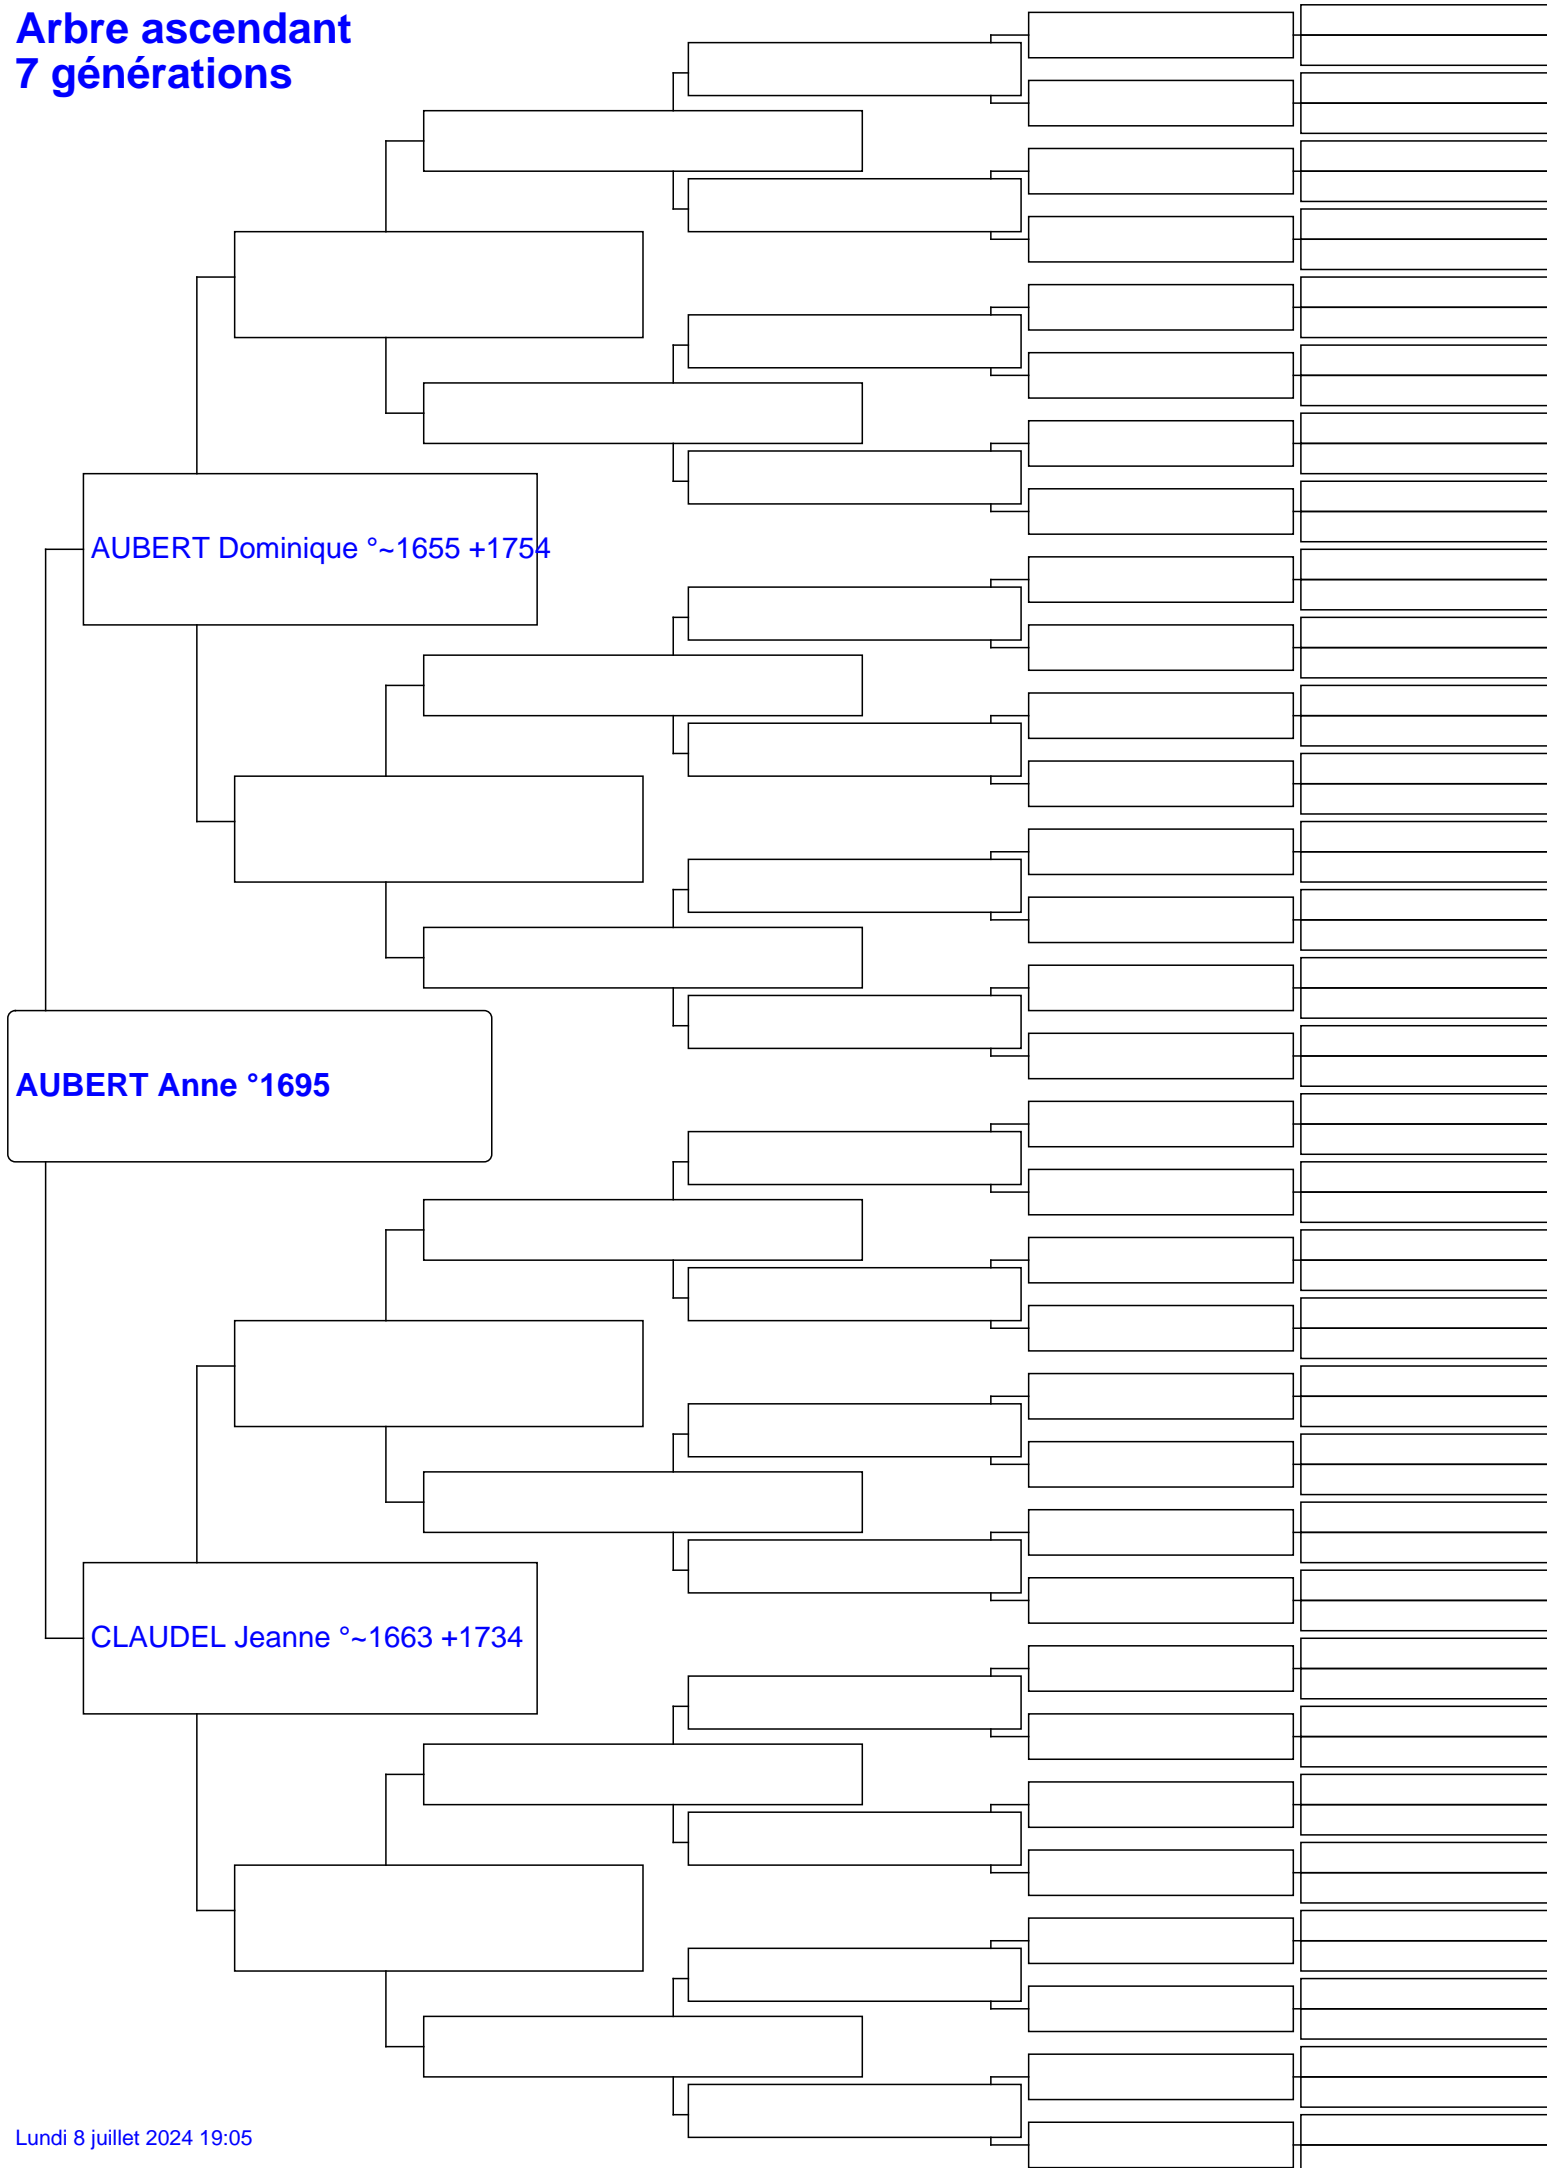 Arbre ascendant
7 générations
AUBERT Dominique °~1655 +1754
AUBERT Anne °1695
CLAUDEL Jeanne °~1663 +1734
Lundi 8 juillet 2024 19:05